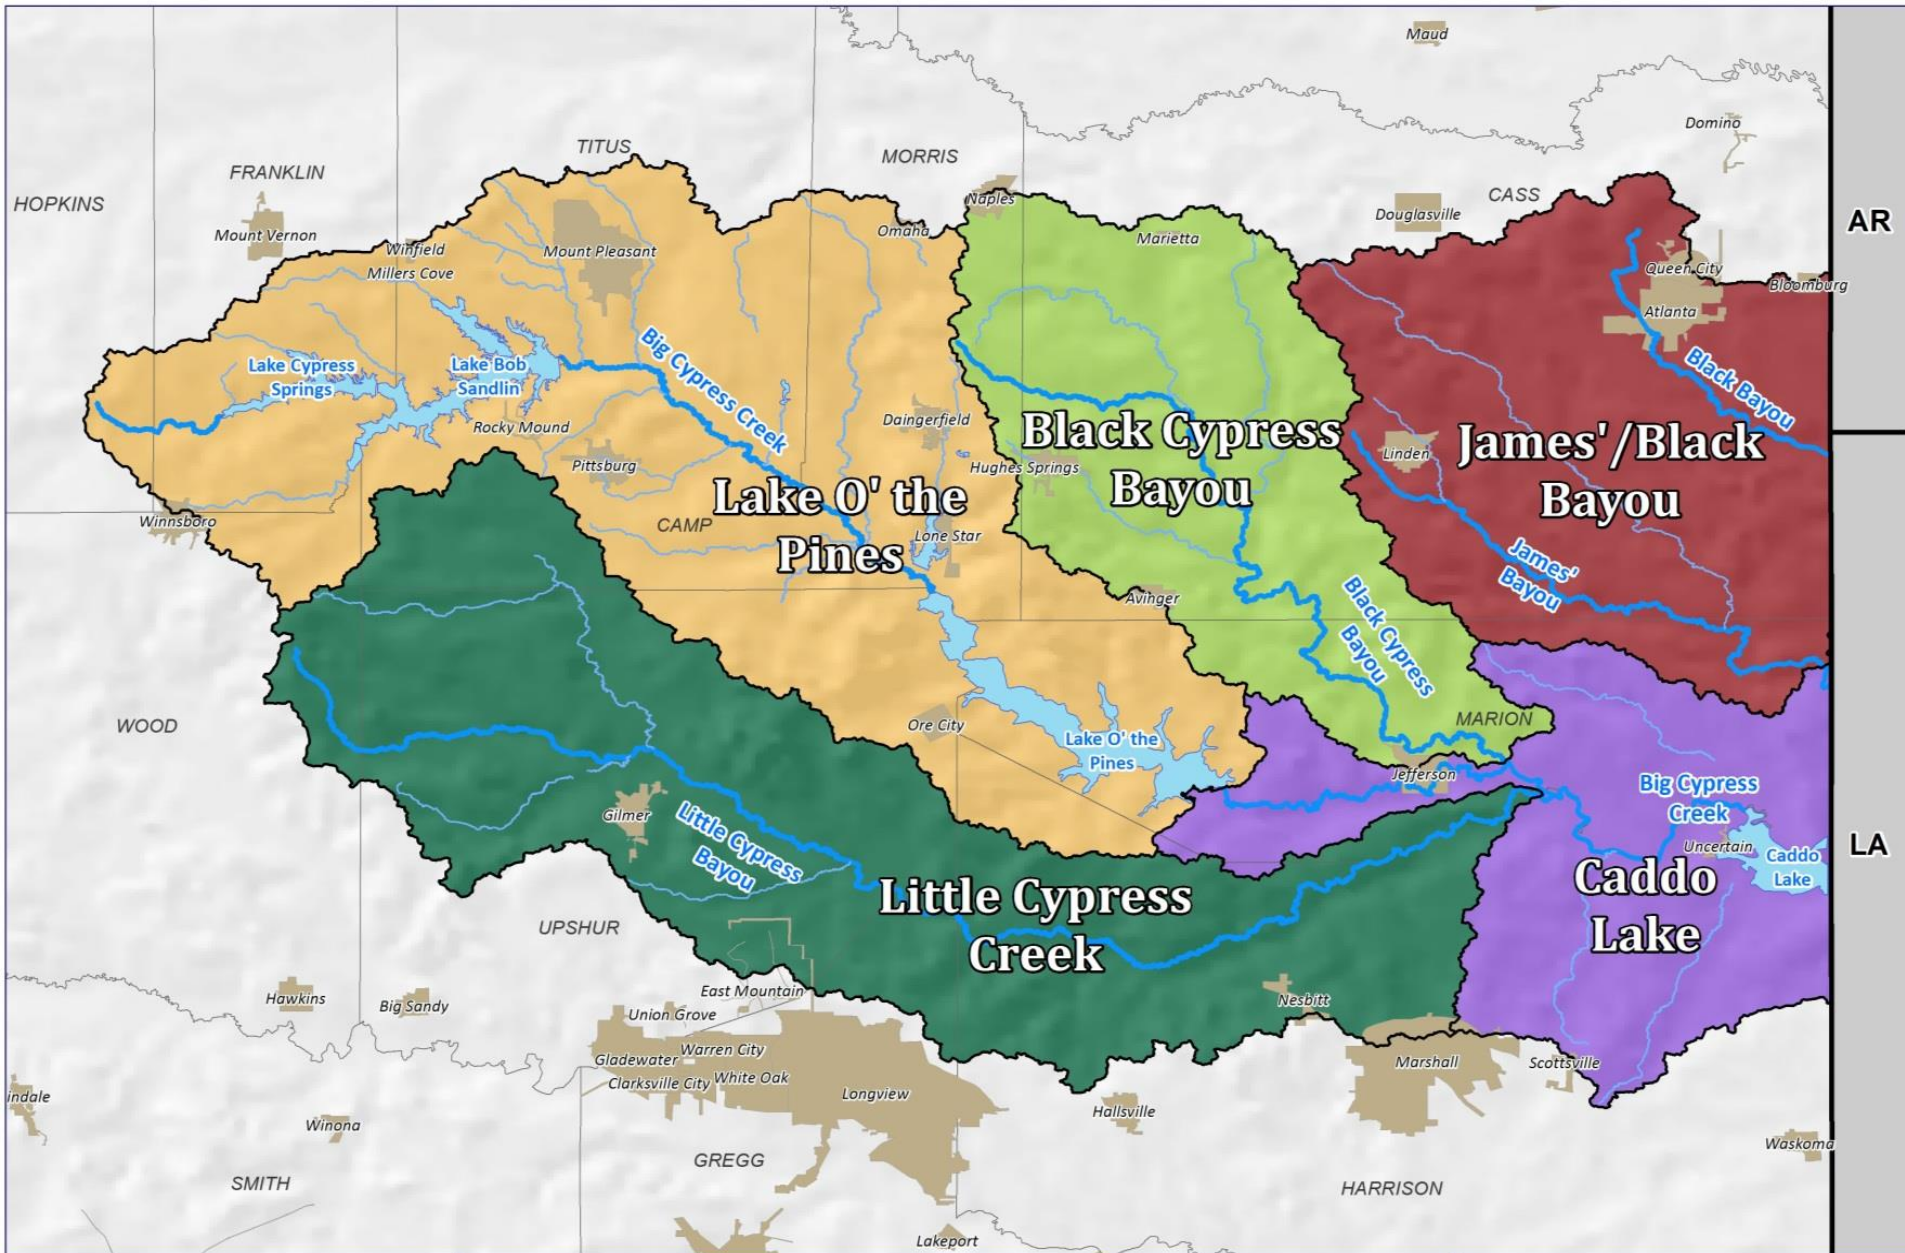 Maud
Domino
TITUS
MORRIS
FRANKLIN
CASS
HOPKINS
Naples
Douglasville
AR
Mount Vernon
Omaha
Marietta
Winfield
Mount Pleasant
Millers Cove
Queen City
Bloomburg
Atlanta
Big Cypress Creek
Black Bayou
Lake Cypress
Springs
Lake Bob
Sandlin
Rocky Mound
Daingerfield
Black Cypress
Bayou
James'/Black
Bayou
Linden
Pittsburg
Hughes Springs
Lake O' the
Pines
Winnsboro
CAMP
Lone Star
James'
Bayou
Avinger
Black Cypress
Bayou
WOOD
Ore City
MARION
Lake O' the
Pines
Jefferson
Big Cypress
Creek
Gilmer
Little Cypress
Bayou
Uncertain
Caddo
Lake
LA
Little Cypress
Creek
Caddo
Lake
UPSHUR
Hawkins
Big Sandy
East Mountain
Nesbitt
Union Grove
Gladewater
Warren City
Clarksville City
White Oak
Longview
Marshall
Scottsville
indale
Winona
Hallsville
Waskoma
GREGG
SMITH
HARRISON
Lakeport